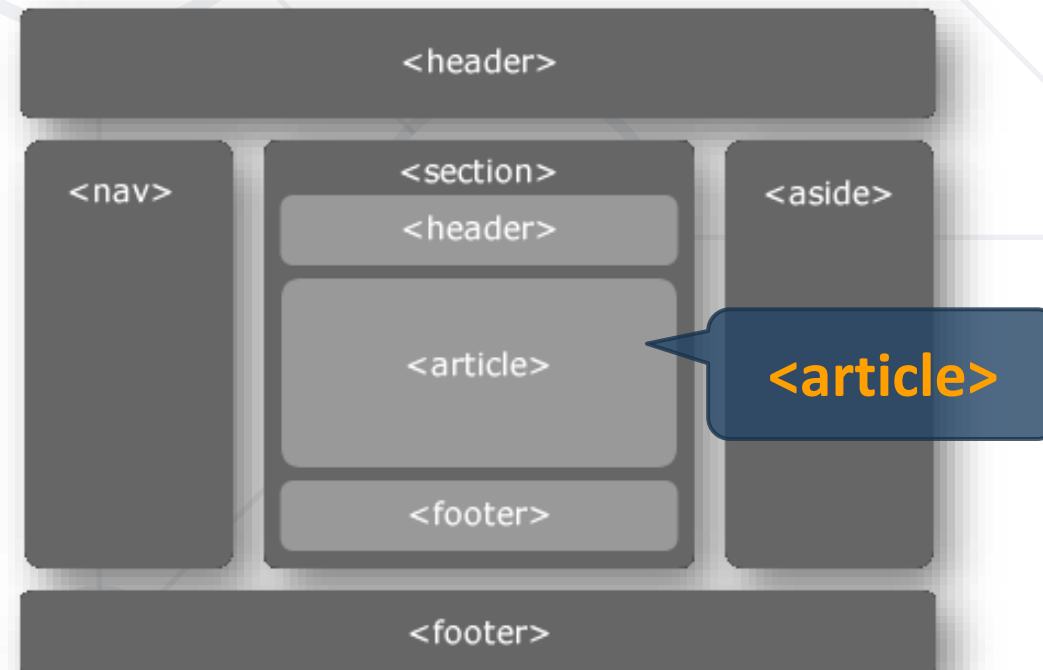 <header>
<nav>
<section>
<header>
<article>
<footer>
<aside>
<article>
<footer>